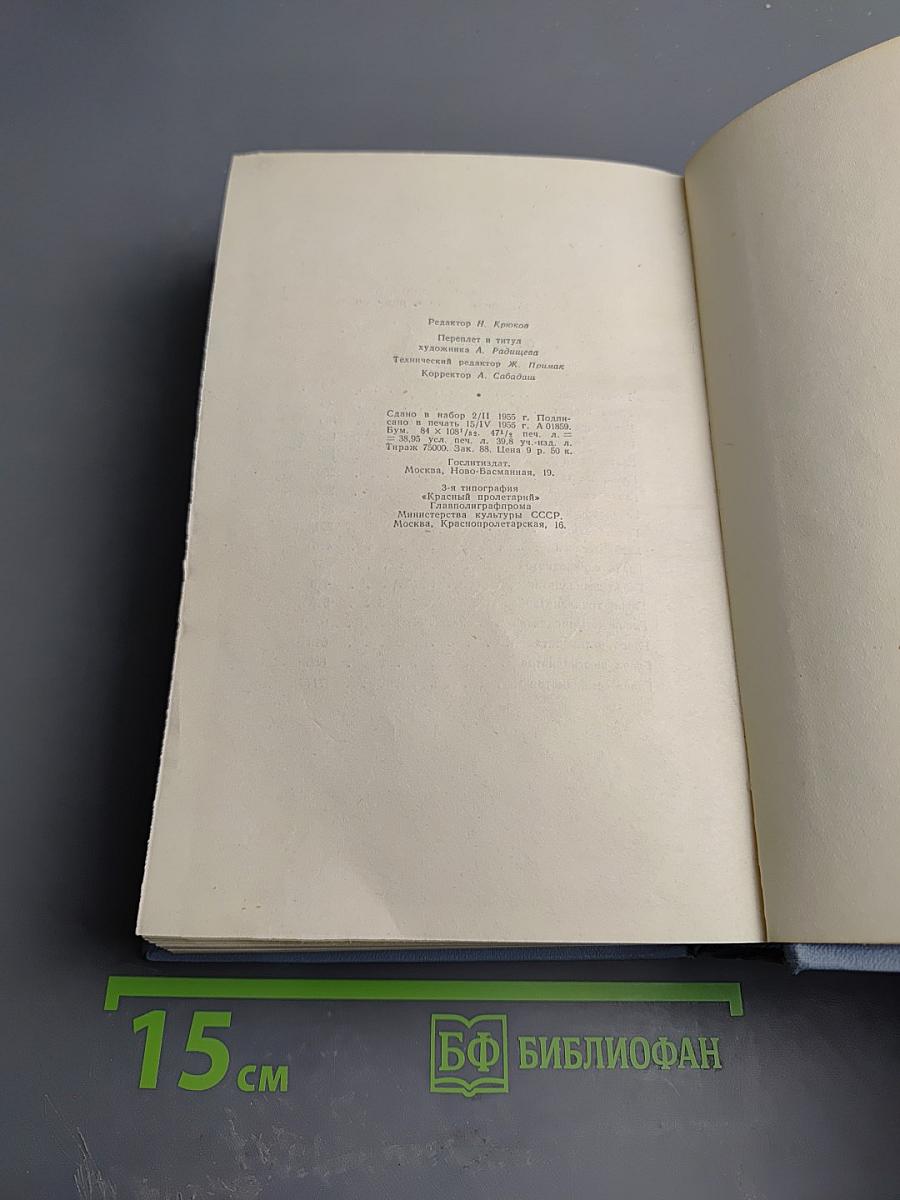 Редактор Н. Крюков
Переплет и титул
художника А. Радищева
Технический редактор Ж. Примак
Корректор А. Сабадаш
Сдано в набор 2/II 1955 г. Подпи-
сано в печать 15/IV 1955 г. А 01859.
Бум. 84 × 108¹/₃₂. 47¹/₂ печ. л. =
= 38,95 усл. печ. л. 39,8 уч.-изд. л.
Тираж 75000. Зак. 88. Цена 9 р. 50 к.
Гослитиздат.
Москва, Ново-Басманная, 19.
3-я типография
«Красный пролетарий»
Главполиграфпрома
Министерства культуры СССР.
Москва, Краснопролетарская, 16.
15 см
БФ БИБЛИОФАН